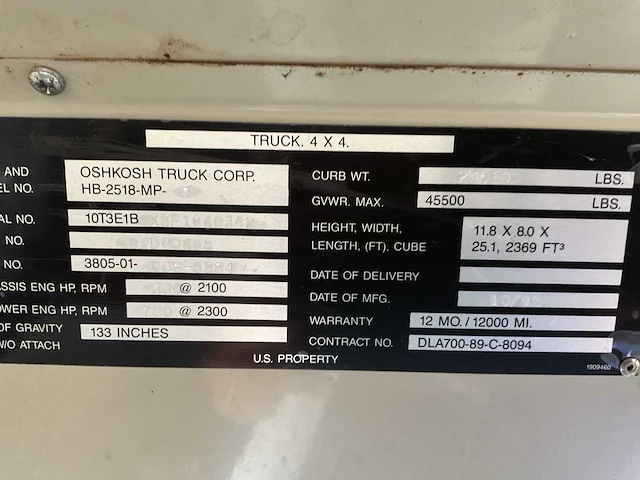 TRUCK. 4 X 4.
AND
EL NO.
OSHKOSH TRUCK CORP.
HB-2518-MP-
AL NO. 10T3E1B
NO.
NO. 3805-01-
ASSIS ENG HP, RPM @ 2100
OWER ENG HP, RPM @ 2300
OF GRAVITY
W/O ATTACH
133 INCHES
CURB WT. LBS.
GVWR. MAX. 45500 LBS.
HEIGHT, WIDTH,
LENGTH, (FT), CUBE
11.8 X 8.0 X
25.1, 2369 FT³
DATE OF DELIVERY
DATE OF MFG.
WARRANTY 12 MO./12000 MI.
CONTRACT NO. DLA700-89-C-8094
U.S. PROPERTY
1909460